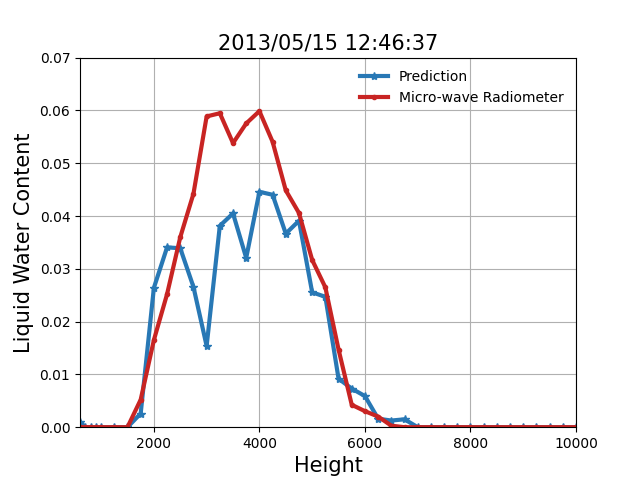 2013/05/15 12:46:37
0.07
0.06
0.05
0.04
0.03
0.02
0.01
0.00
Liquid Water Content
Prediction
Micro-wave Radiometer
2000 4000 6000 8000 10000
Height